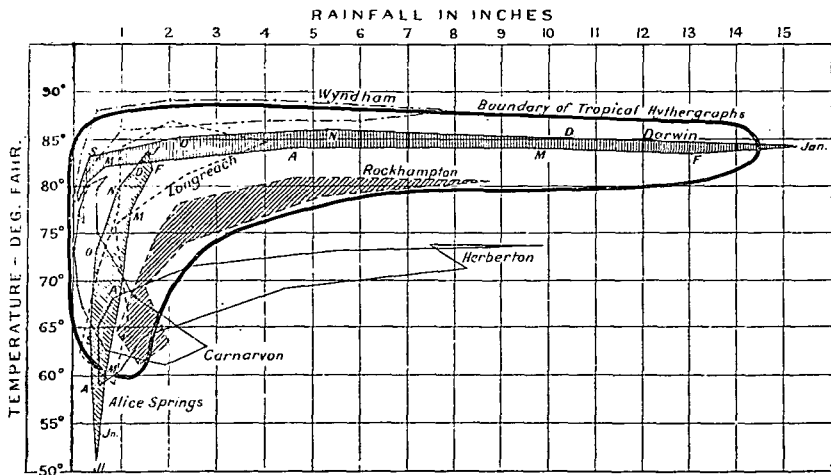 RAINFALL IN INCHES
0 1 2 3 4 5 6 7 8 9 10 11 12 13 14 15
TEMPERATURE - DEG. FAHR.
90°
85°
80°
75°
70°
65°
60°
55°
50°
Wyndham
Boundary of Tropical Hythergraphs
S O N D Darwin
Jan.
M D F A M F
N
Longreach
M
Rockhampton
O
Herberton
A
Carnarvon
M
A
Alice Springs
Jn.
Jl